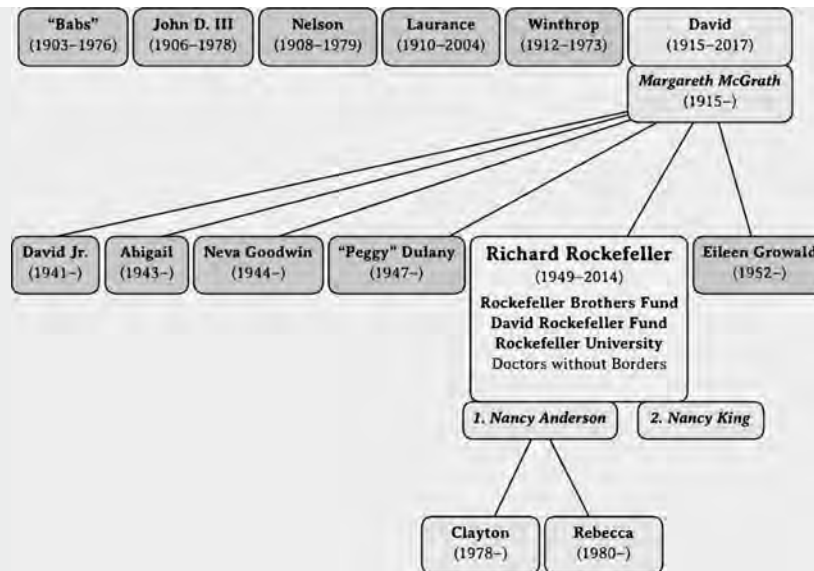 “Babs”
(1903–1976)
John D. III
(1906–1978)
Nelson
(1908–1979)
Laurance
(1910–2004)
Winthrop
(1912–1973)
David
(1915–2017)
Margareth McGrath
(1915–)
David Jr.
(1941–)
Abigail
(1943–)
Neva Goodwin
(1944–)
“Peggy” Dulany
(1947–)
Richard Rockefeller
(1949–2014)
Rockefeller Brothers Fund
David Rockefeller Fund
Rockefeller University
Doctors without Borders
Eileen Growald
(1952–)
1. Nancy Anderson
2. Nancy King
Clayton
(1978–)
Rebecca
(1980–)